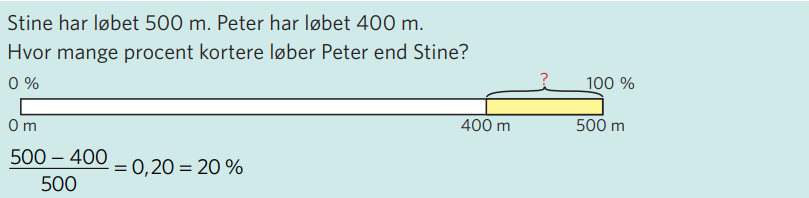 Stine har løbet 500 m. Peter har løbet 400 m.
Hvor mange procent kortere løber Peter end Stine?
0 % ? 100 %
0 m 400 m 500 m
500 – 400
500
= 0,20 = 20 %